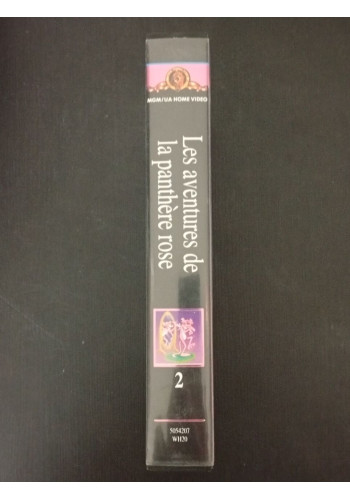 MGM/UA HOME VIDEO
Les aventures de
la panthère rose
2
5054207
WH20